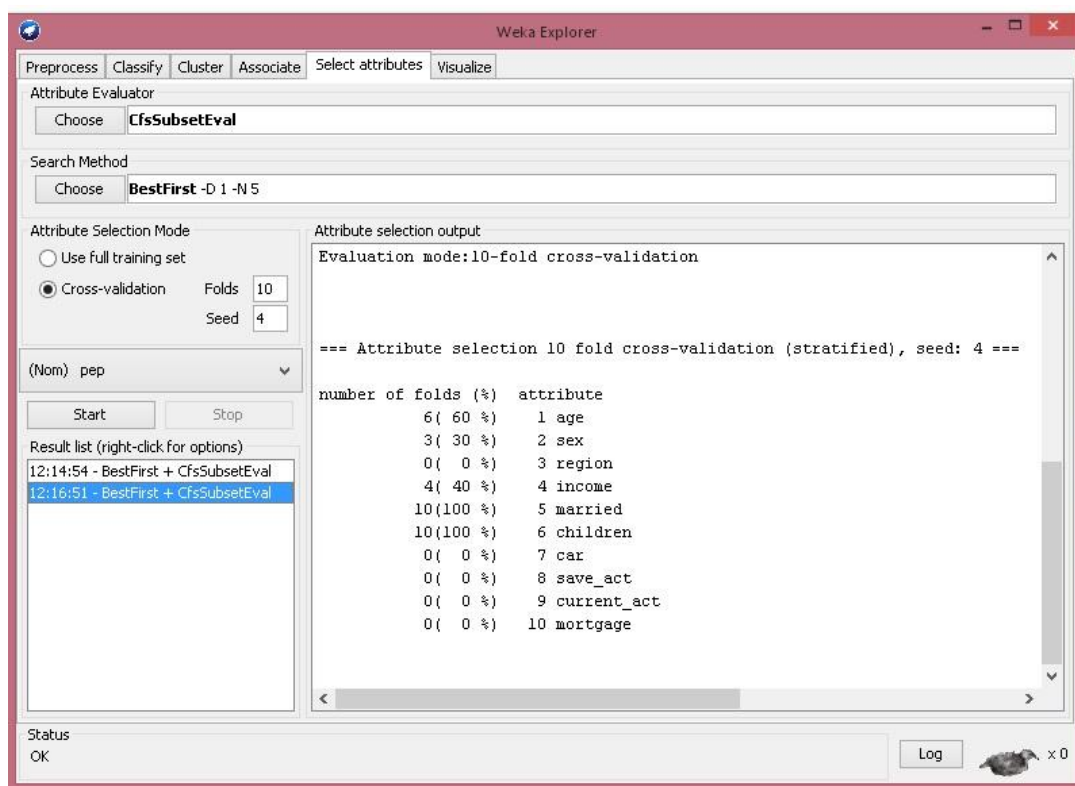 Weka Explorer
Preprocess Classify Cluster Associate Select attributes Visualize
Attribute Evaluator
Choose CfsSubsetEval
Search Method
Choose BestFirst -D 1 -N 5
Attribute Selection Mode
Use full training set
Cross-validation Folds 10
Seed 4
(Nom) pep
Start Stop
Result list (right-click for options)
12:14:54 - BestFirst + CfsSubsetEval
12:16:51 - BestFirst + CfsSubsetEval
Attribute selection output
Evaluation mode:10-fold cross-validation
=== Attribute selection 10 fold cross-validation (stratified), seed: 4 ===
number of folds (%) attribute
6( 60 %) 1 age
3( 30 %) 2 sex
0( 0 %) 3 region
4( 40 %) 4 income
10(100 %) 5 married
10(100 %) 6 children
0( 0 %) 7 car
0( 0 %) 8 save_act
0( 0 %) 9 current_act
0( 0 %) 10 mortgage
Status
OK
Log x 0